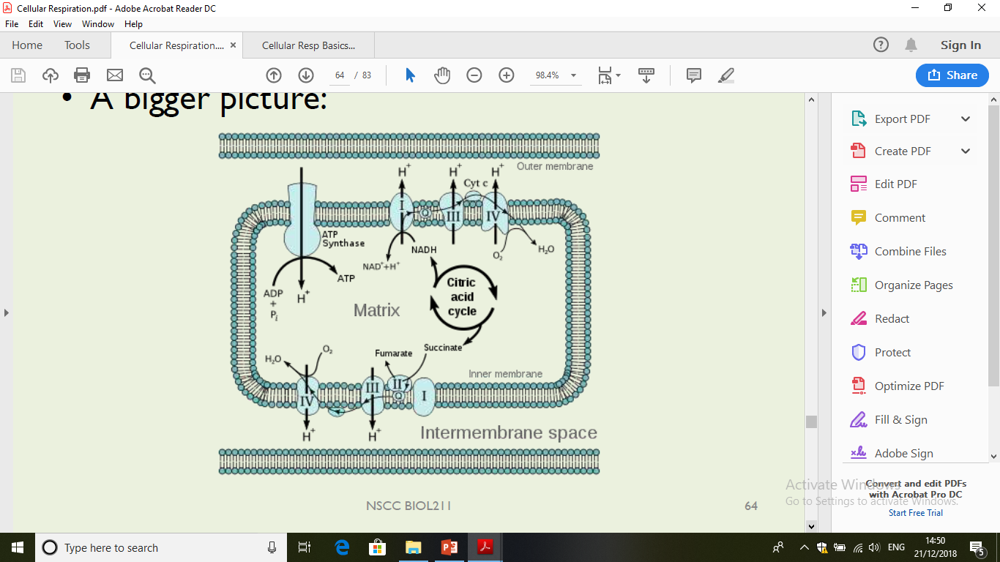 Cellular Respiration.pdf - Adobe Acrobat Reader DC
File Edit View Window Help
Home Tools Cellular Respiration.... × Cellular Resp Basics... Sign In
64 / 83 98.4% Share
• A bigger picture:
Outer membrane
H+ H+ H+
Cyt c
I Q III IV
ATP
Synthase
NADH
O2 H2O
NAD++H+
ATP
ADP
+
Pi
H+
Citric
acid
cycle
Matrix
Succinate
Fumarate
O2
H2O
Inner membrane
IV III II Q I
H+ H+
Intermembrane space
NSCC BIOL211 64
Export PDF
Create PDF
Edit PDF
Comment
Combine Files
Organize Pages
Redact
Protect
Optimize PDF
Fill & Sign
Adobe Sign
Convert and edit PDFs
with Acrobat Pro DC
Start Free Trial
Activate Windows
Go to Settings to activate Windows.
Type here to search
ENG
14:50
21/12/2018
5